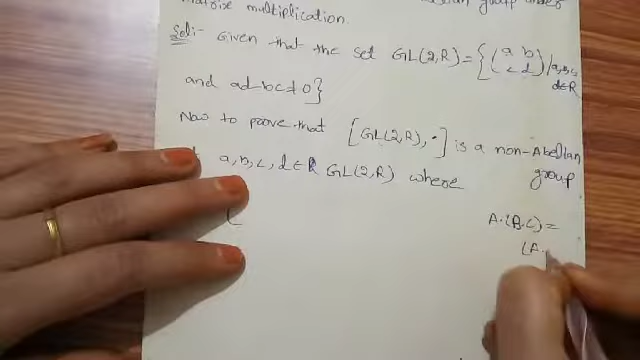 matrix multiplication.
Sol:- Given that the set GL(2,R) = { ( a b c d ) / a, b, c, d ∈ R
and ad - bc ≠ 0 }
Now to prove that [GL(2,R), ·] is a non-Abelian group
a, b, c, d ∈ R GL(2,R) where
A·(B·C) =
(A·